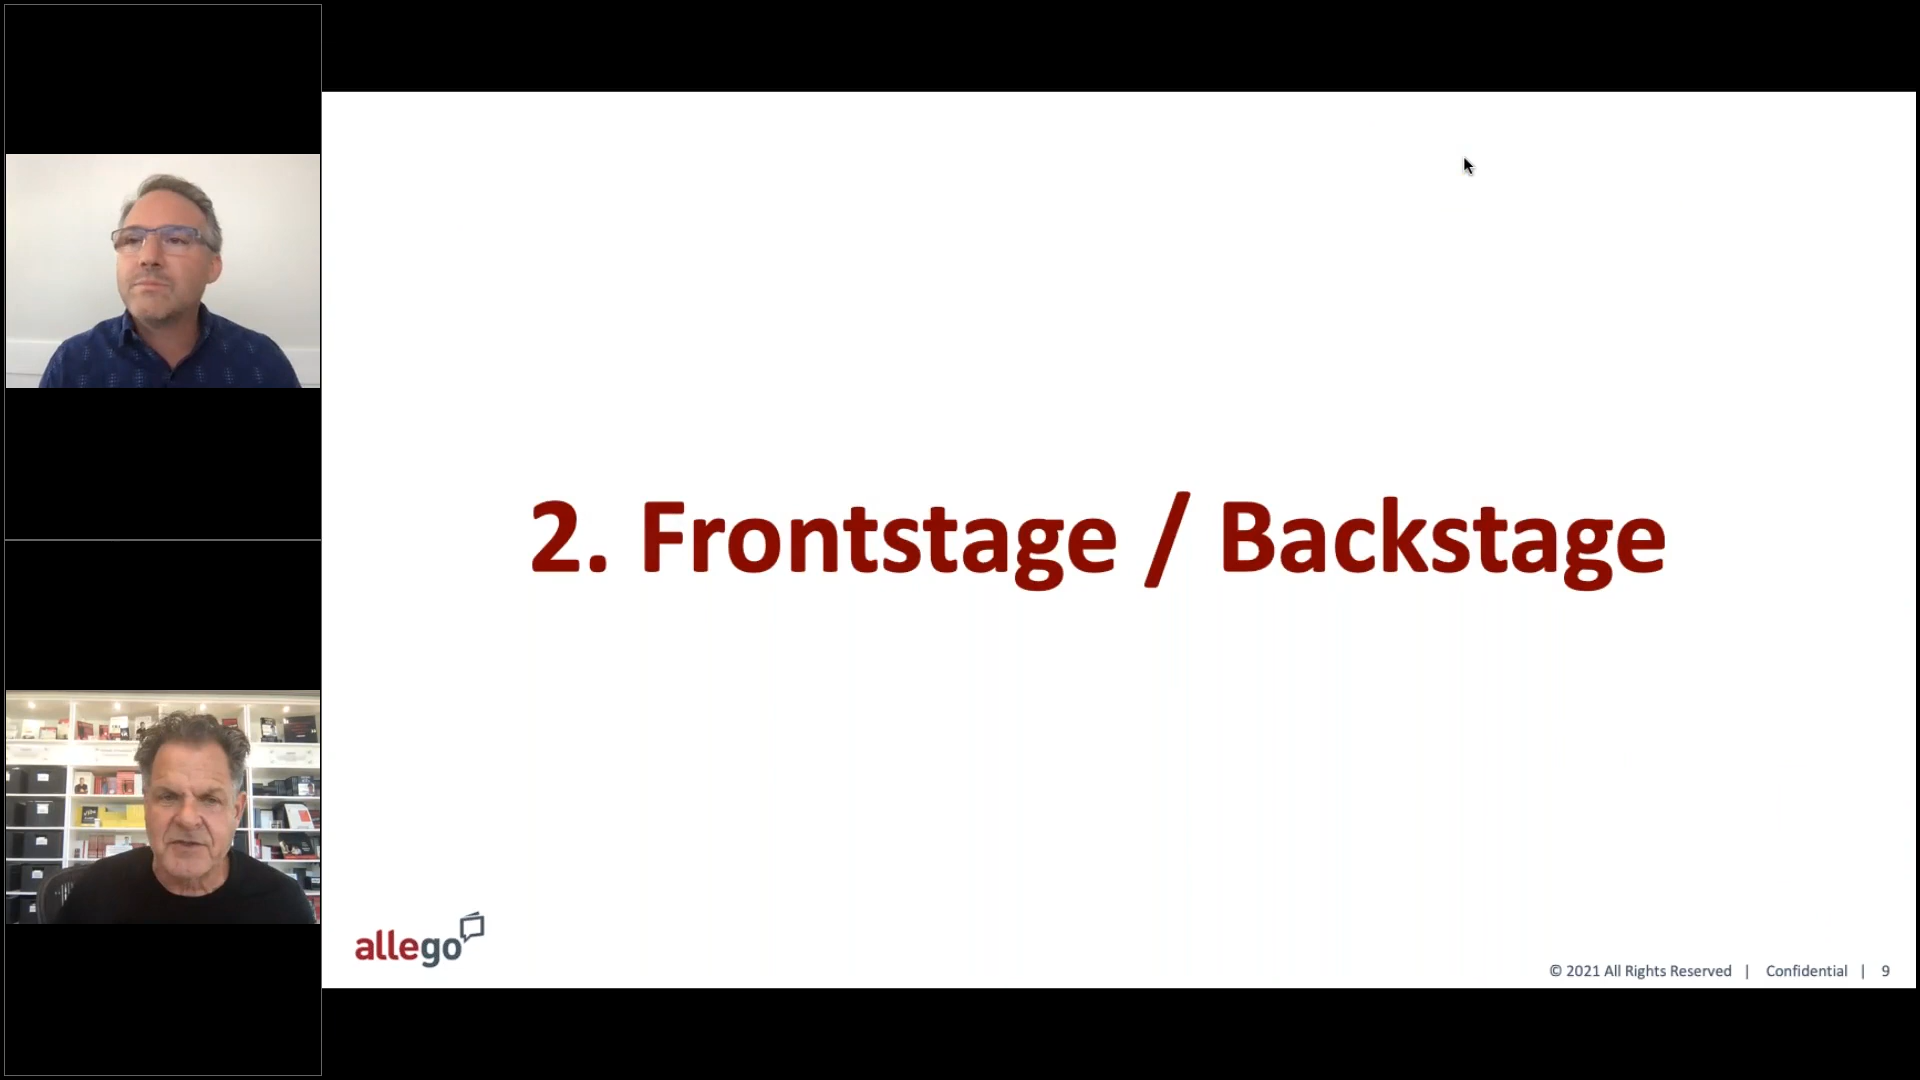 2. Frontstage / Backstage
allego
© 2021 All Rights Reserved | Confidential | 9